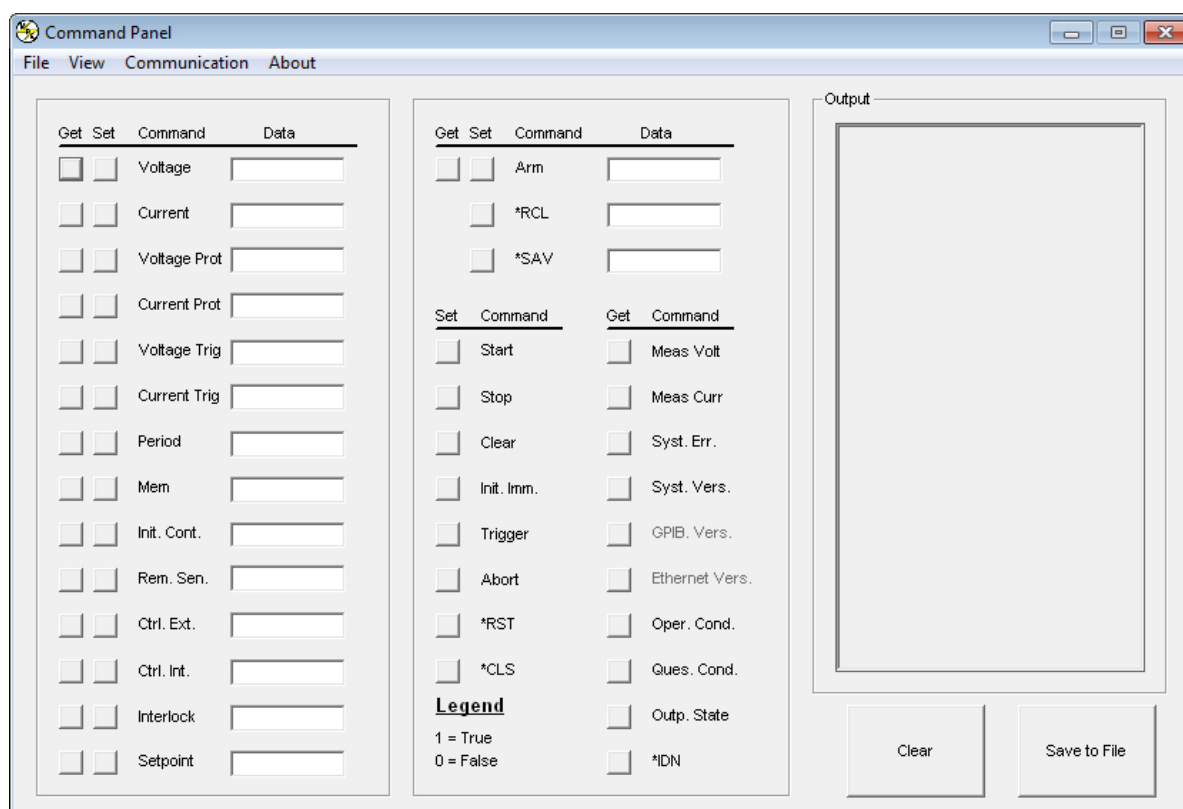 Command Panel
File View Communication About
Get Set Command Data
Voltage
Current
Voltage Prot
Current Prot
Voltage Trig
Current Trig
Period
Mem
Init. Cont.
Rem. Sen.
Ctrl. Ext.
Ctrl. Int.
Interlock
Setpoint
Get Set Command Data
Arm
*RCL
*SAV
Set Command
Start
Stop
Clear
Init. Imm.
Trigger
Abort
*RST
*CLS
Legend
1 = True
0 = False
Get Command
Meas Volt
Meas Curr
Syst. Err.
Syst. Vers.
GPIB. Vers.
Ethernet Vers.
Oper. Cond.
Ques. Cond.
Outp. State
*IDN
Output
Clear
Save to File